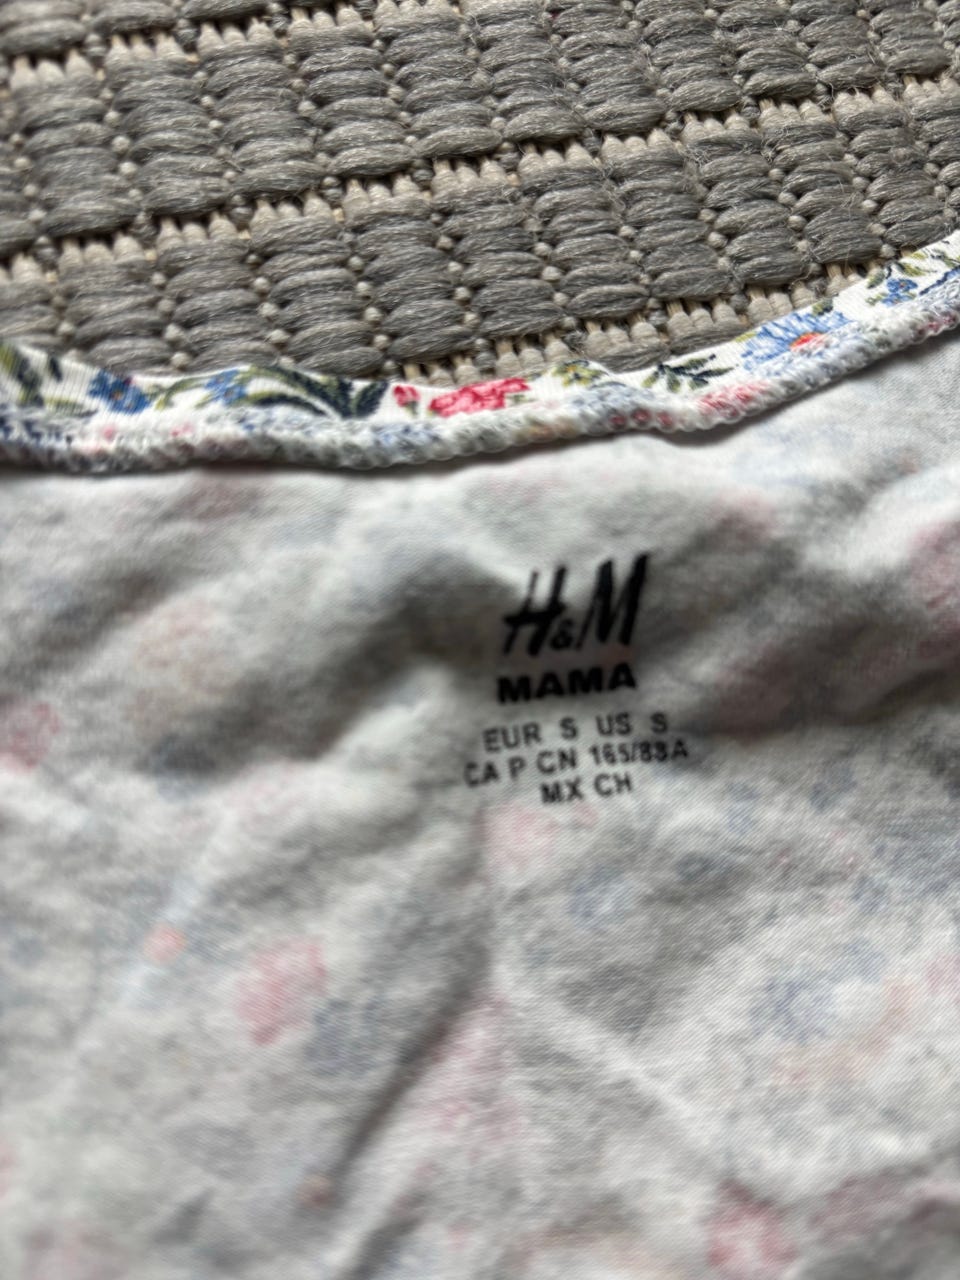 H&M
MAMA
EUR S US S
CA P CN 165/88A
MX CH